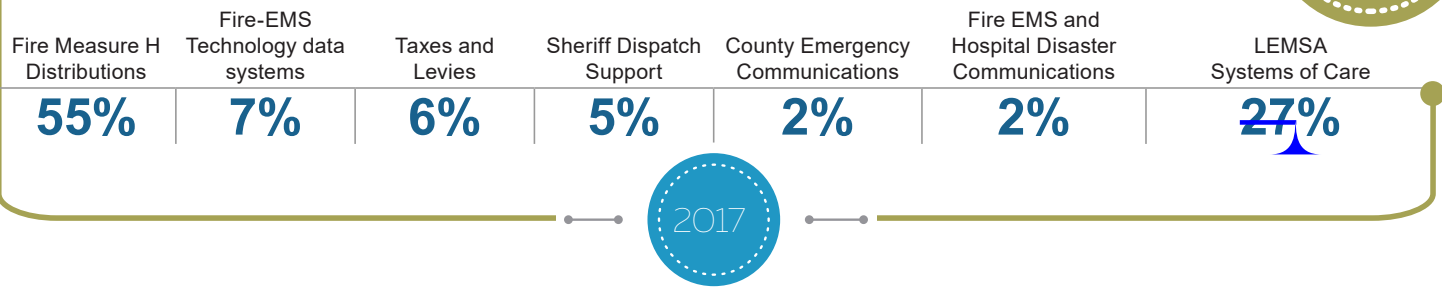 Fire Measure H
Distributions
55%
Fire-EMS
Technology data
systems
7%
Taxes and
Levies
6%
Sheriff Dispatch
Support
5%
County Emergency
Communications
2%
Fire EMS and
Hospital Disaster
Communications
2%
LEMSA
Systems of Care
27%
2017